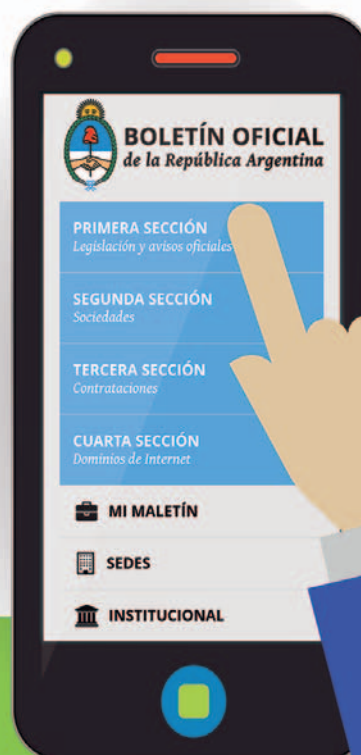 BOLETÍN OFICIAL
de la República Argentina
PRIMERA SECCIÓN
Legislación y avisos oficiales
SEGUNDA SECCIÓN
Sociedades
TERCERA SECCIÓN
Contrataciones
CUARTA SECCIÓN
Dominios de Internet
MI MALETÍN
SEDES
INSTITUCIONAL